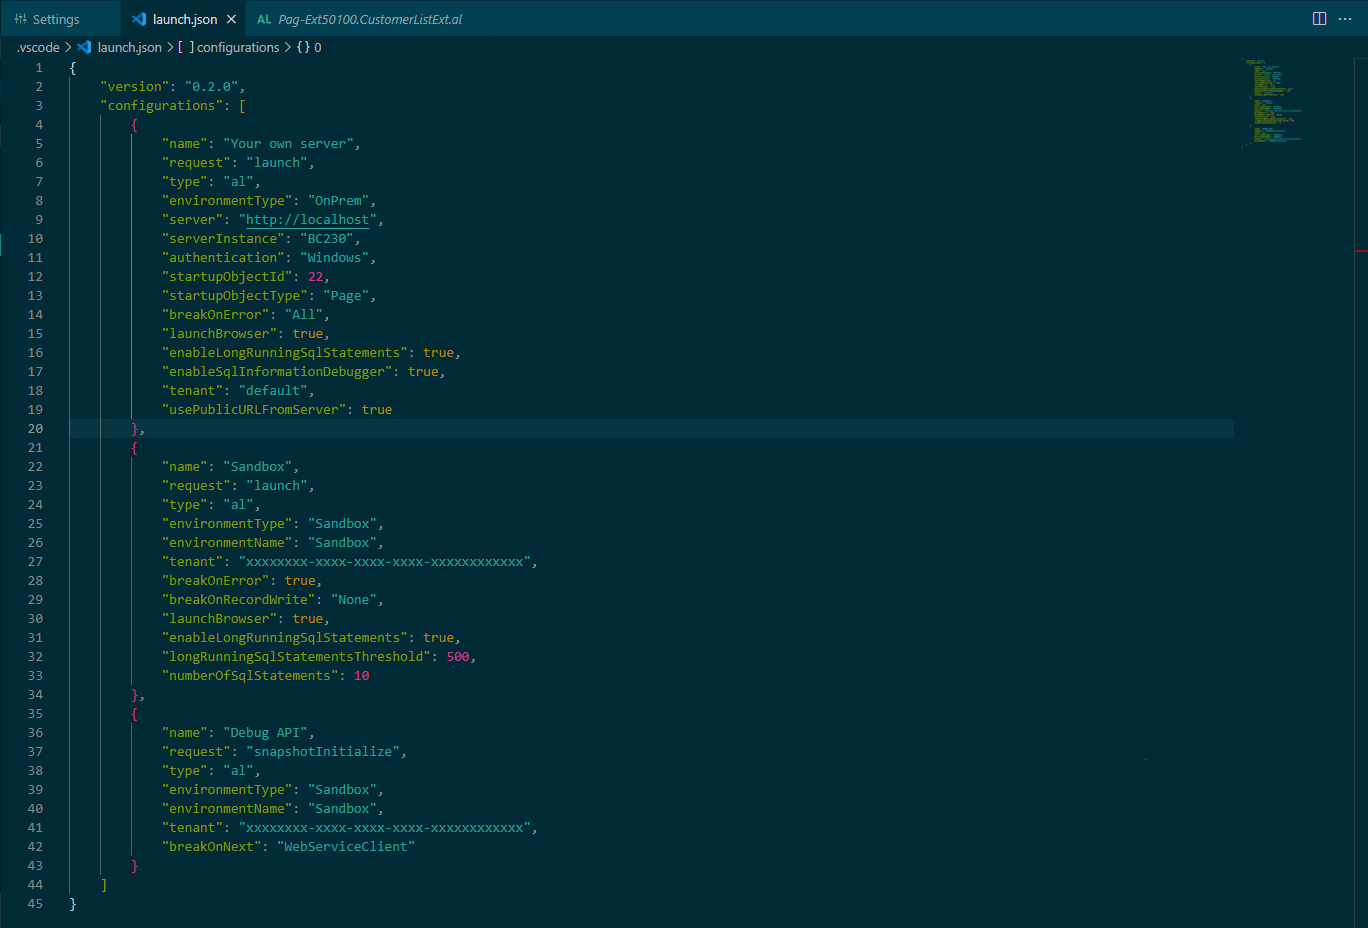 Settings
launch.json
AL Pag-Ext50100.CustomerListExt.al
.vscode > launch.json > [ ] configurations > {} 0
1 {
2 "version": "0.2.0",
3 "configurations": [
4 {
5 "name": "Your own server",
6 "request": "launch",
7 "type": "al",
8 "environmentType": "OnPrem",
9 "server": "http://localhost",
10 "serverInstance": "BC230",
11 "authentication": "Windows",
12 "startupObjectId": 22,
13 "startupObjectType": "Page",
14 "breakOnError": "All",
15 "launchBrowser": true,
16 "enableLongRunningSqlStatements": true,
17 "enableSqlInformationDebugger": true,
18 "tenant": "default",
19 "usePublicURLFromServer": true
20 },
21 {
22 "name": "Sandbox",
23 "request": "launch",
24 "type": "al",
25 "environmentType": "Sandbox",
26 "environmentName": "Sandbox",
27 "tenant": "xxxxxxxx-xxxx-xxxx-xxxx-xxxxxxxxxxxx",
28 "breakOnError": true,
29 "breakOnRecordWrite": "None",
30 "launchBrowser": true,
31 "enableLongRunningSqlStatements": true,
32 "longRunningSqlStatementsThreshold": 500,
33 "numberOfSqlStatements": 10
34 },
35 {
36 "name": "Debug API",
37 "request": "snapshotInitialize",
38 "type": "al",
39 "environmentType": "Sandbox",
40 "environmentName": "Sandbox",
41 "tenant": "xxxxxxxx-xxxx-xxxx-xxxx-xxxxxxxxxxxx",
42 "breakOnNext": "WebServiceClient"
43 }
44 ]
45 }